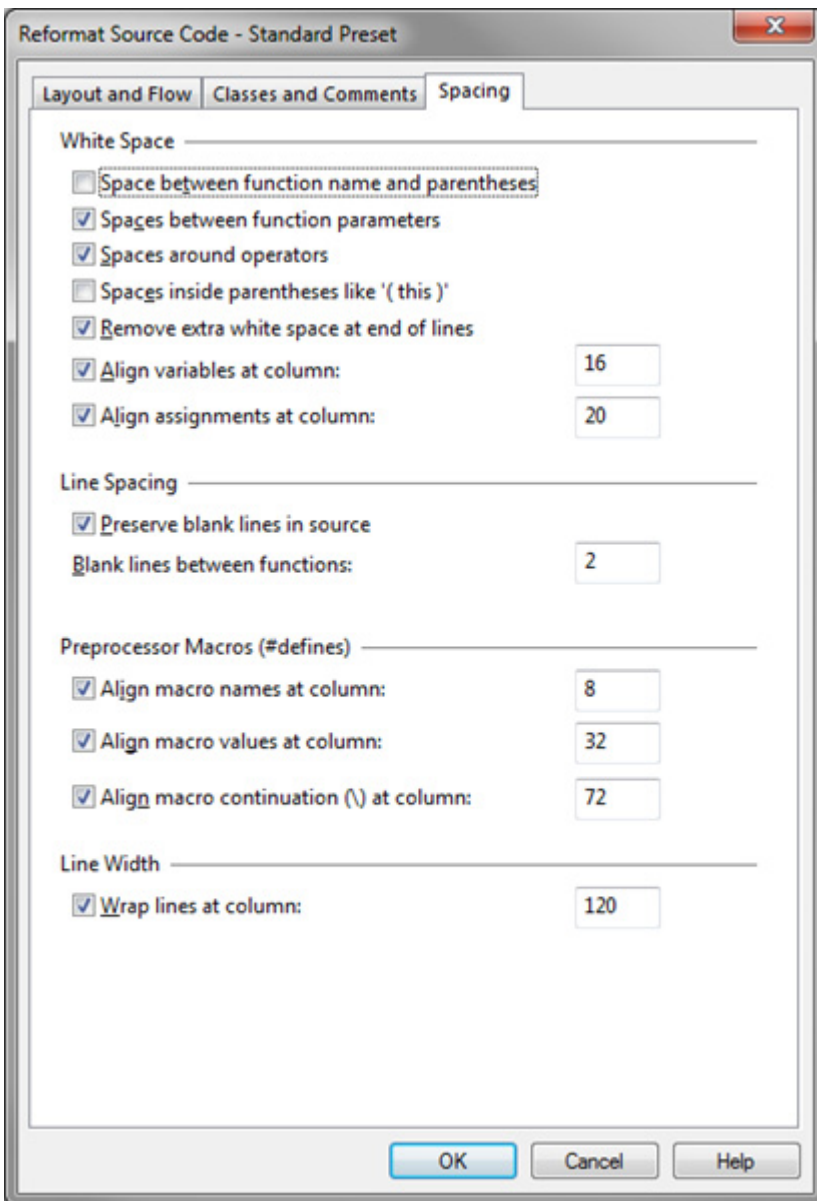 Reformat Source Code - Standard Preset
Layout and Flow Classes and Comments Spacing
White Space
Space between function name and parentheses
Spaces between function parameters
Spaces around operators
Spaces inside parentheses like '( this )'
Remove extra white space at end of lines
Align variables at column: 16
Align assignments at column: 20
Line Spacing
Preserve blank lines in source
Blank lines between functions: 2
Preprocessor Macros (#defines)
Align macro names at column: 8
Align macro values at column: 32
Align macro continuation (\) at column: 72
Line Width
Wrap lines at column: 120
OK Cancel Help